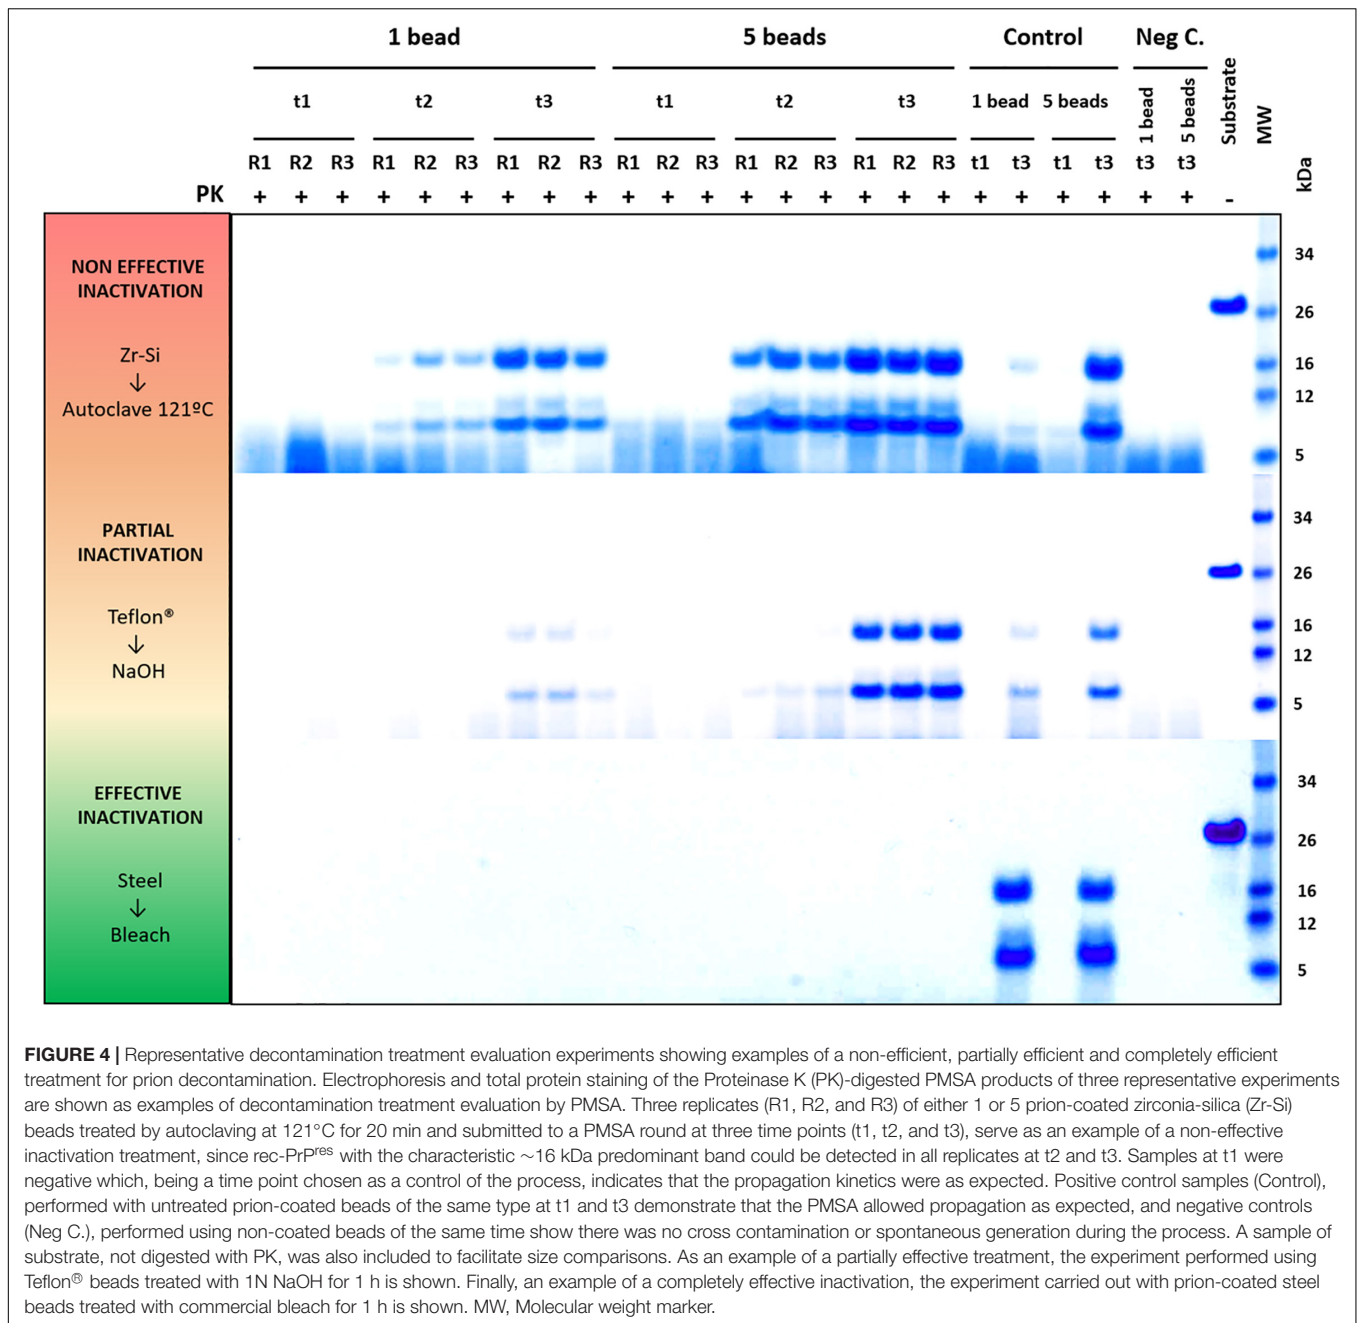 1 bead 5 beads Control Neg C.
t1 t2 t3 t1 t2 t3 1 bead 5 beads 1 bead 5 beads Substrate MW
R1 R2 R3 R1 R2 R3 R1 R2 R3 R1 R2 R3 R1 R2 R3 R1 R2 R3 t1 t3 t1 t3 t3 t3 kDa
PK + + + + + + + + + + + + + + + + + + + + + + + + -
NON EFFECTIVE
INACTIVATION
Zr-Si
↓
Autoclave 121ºC
34
26
16
12
5
PARTIAL
INACTIVATION
Teflon®
↓
NaOH
34
26
16
12
5
EFFECTIVE
INACTIVATION
Steel
↓
Bleach
34
26
16
12
5
FIGURE 4 | Representative decontamination treatment evaluation experiments showing examples of a non-efficient, partially efficient and completely efficient
treatment for prion decontamination. Electrophoresis and total protein staining of the Proteinase K (PK)-digested PMSA products of three representative experiments
are shown as examples of decontamination treatment evaluation by PMSA. Three replicates (R1, R2, and R3) of either 1 or 5 prion-coated zirconia-silica (Zr-Si)
beads treated by autoclaving at 121°C for 20 min and submitted to a PMSA round at three time points (t1, t2, and t3), serve as an example of a non-effective
inactivation treatment, since rec-PrPres with the characteristic ∼16 kDa predominant band could be detected in all replicates at t2 and t3. Samples at t1 were
negative which, being a time point chosen as a control of the process, indicates that the propagation kinetics were as expected. Positive control samples (Control),
performed with untreated prion-coated beads of the same type at t1 and t3 demonstrate that the PMSA allowed propagation as expected, and negative controls
(Neg C.), performed using non-coated beads of the same time show there was no cross contamination or spontaneous generation during the process. A sample of
substrate, not digested with PK, was also included to facilitate size comparisons. As an example of a partially effective treatment, the experiment performed using
Teflon® beads treated with 1N NaOH for 1 h is shown. Finally, an example of a completely effective inactivation, the experiment carried out with prion-coated steel
beads treated with commercial bleach for 1 h is shown. MW, Molecular weight marker.